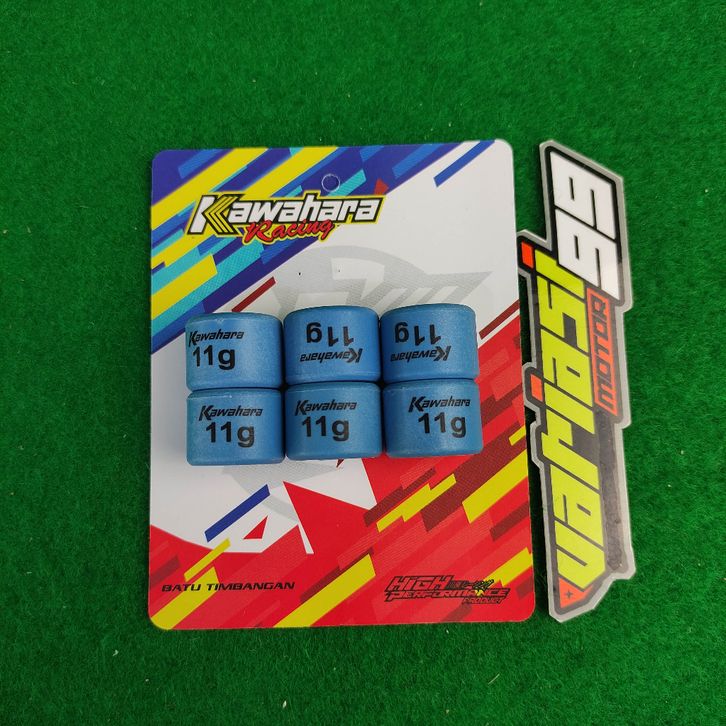 Kawahara
Racing
Kawahara
11g
Kawahara
11g
Kawahara
11g
Kawahara
11g
Kawahara
11g
Kawahara
11g
BATU TIMBANGAN
HiGH
PERFORMANCE
PRODUCT
variasi99
MOTOR